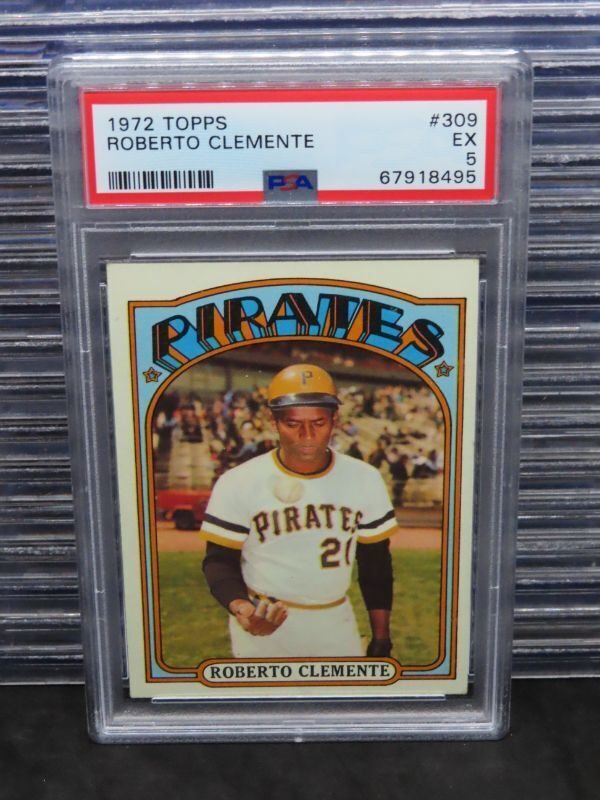 1972 TOPPS #309
ROBERTO CLEMENTE EX
5
PSA 67918495
PIRATES
P
PIRATES
21
ROBERTO CLEMENTE